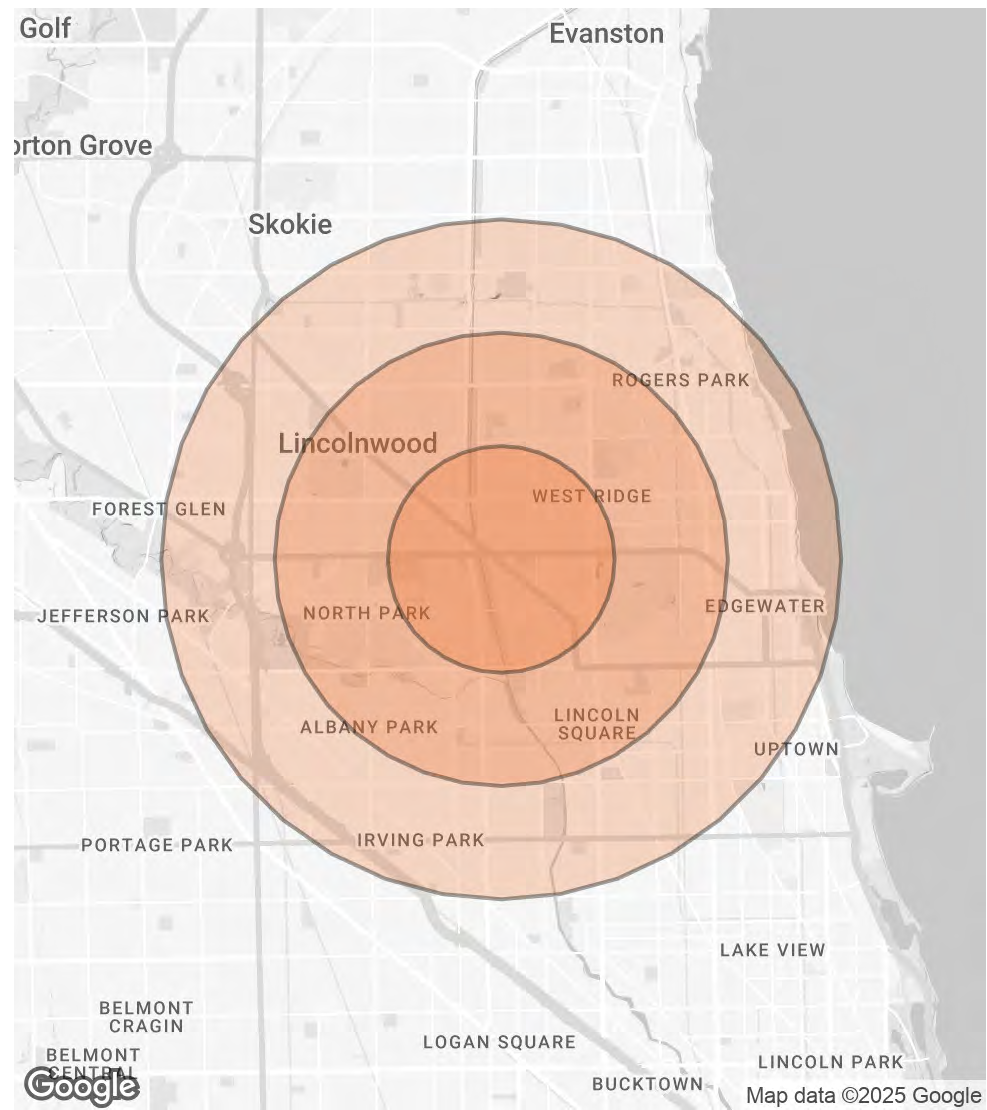 Golf
Evanston
orton Grove
Skokie
ROGERS PARK
Lincolnwood
WEST RIDGE
FOREST GLEN
EDGEWATER
NORTH PARK
JEFFERSON PARK
LINCOLN
SQUARE
ALBANY PARK
UPTOWN
IRVING PARK
PORTAGE PARK
LAKE VIEW
BELMONT
CRAGIN
LOGAN SQUARE
BELMONT
CENTRAL
LINCOLN PARK
BUCKTOWN
Google
Map data ©2025 Google